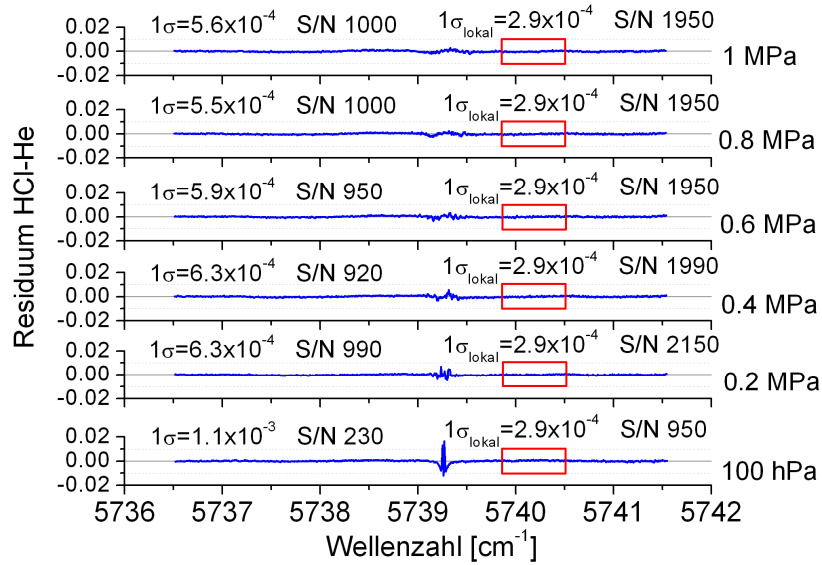 1σ=5.6x10⁻⁴ S/N 1000 1σlokal=2.9x10⁻⁴ S/N 1950
0.02
0.00
-0.02
1 MPa
1σ=5.5x10⁻⁴ S/N 1000 1σlokal=2.9x10⁻⁴ S/N 1950
0.02
0.00
-0.02
0.8 MPa
1σ=5.9x10⁻⁴ S/N 950 1σlokal=2.9x10⁻⁴ S/N 1950
0.02
0.00
-0.02
0.6 MPa
1σ=6.3x10⁻⁴ S/N 920 1σlokal=2.9x10⁻⁴ S/N 1990
0.02
0.00
-0.02
0.4 MPa
1σ=6.3x10⁻⁴ S/N 990 1σlokal=2.9x10⁻⁴ S/N 2150
0.02
0.00
-0.02
0.2 MPa
1σ=1.1x10⁻³ S/N 230 1σlokal=2.9x10⁻⁴ S/N 950
0.02
0.00
-0.02
100 hPa
Residuum HCl-He
5736 5737 5738 5739 5740 5741 5742
Wellenzahl [cm⁻¹]